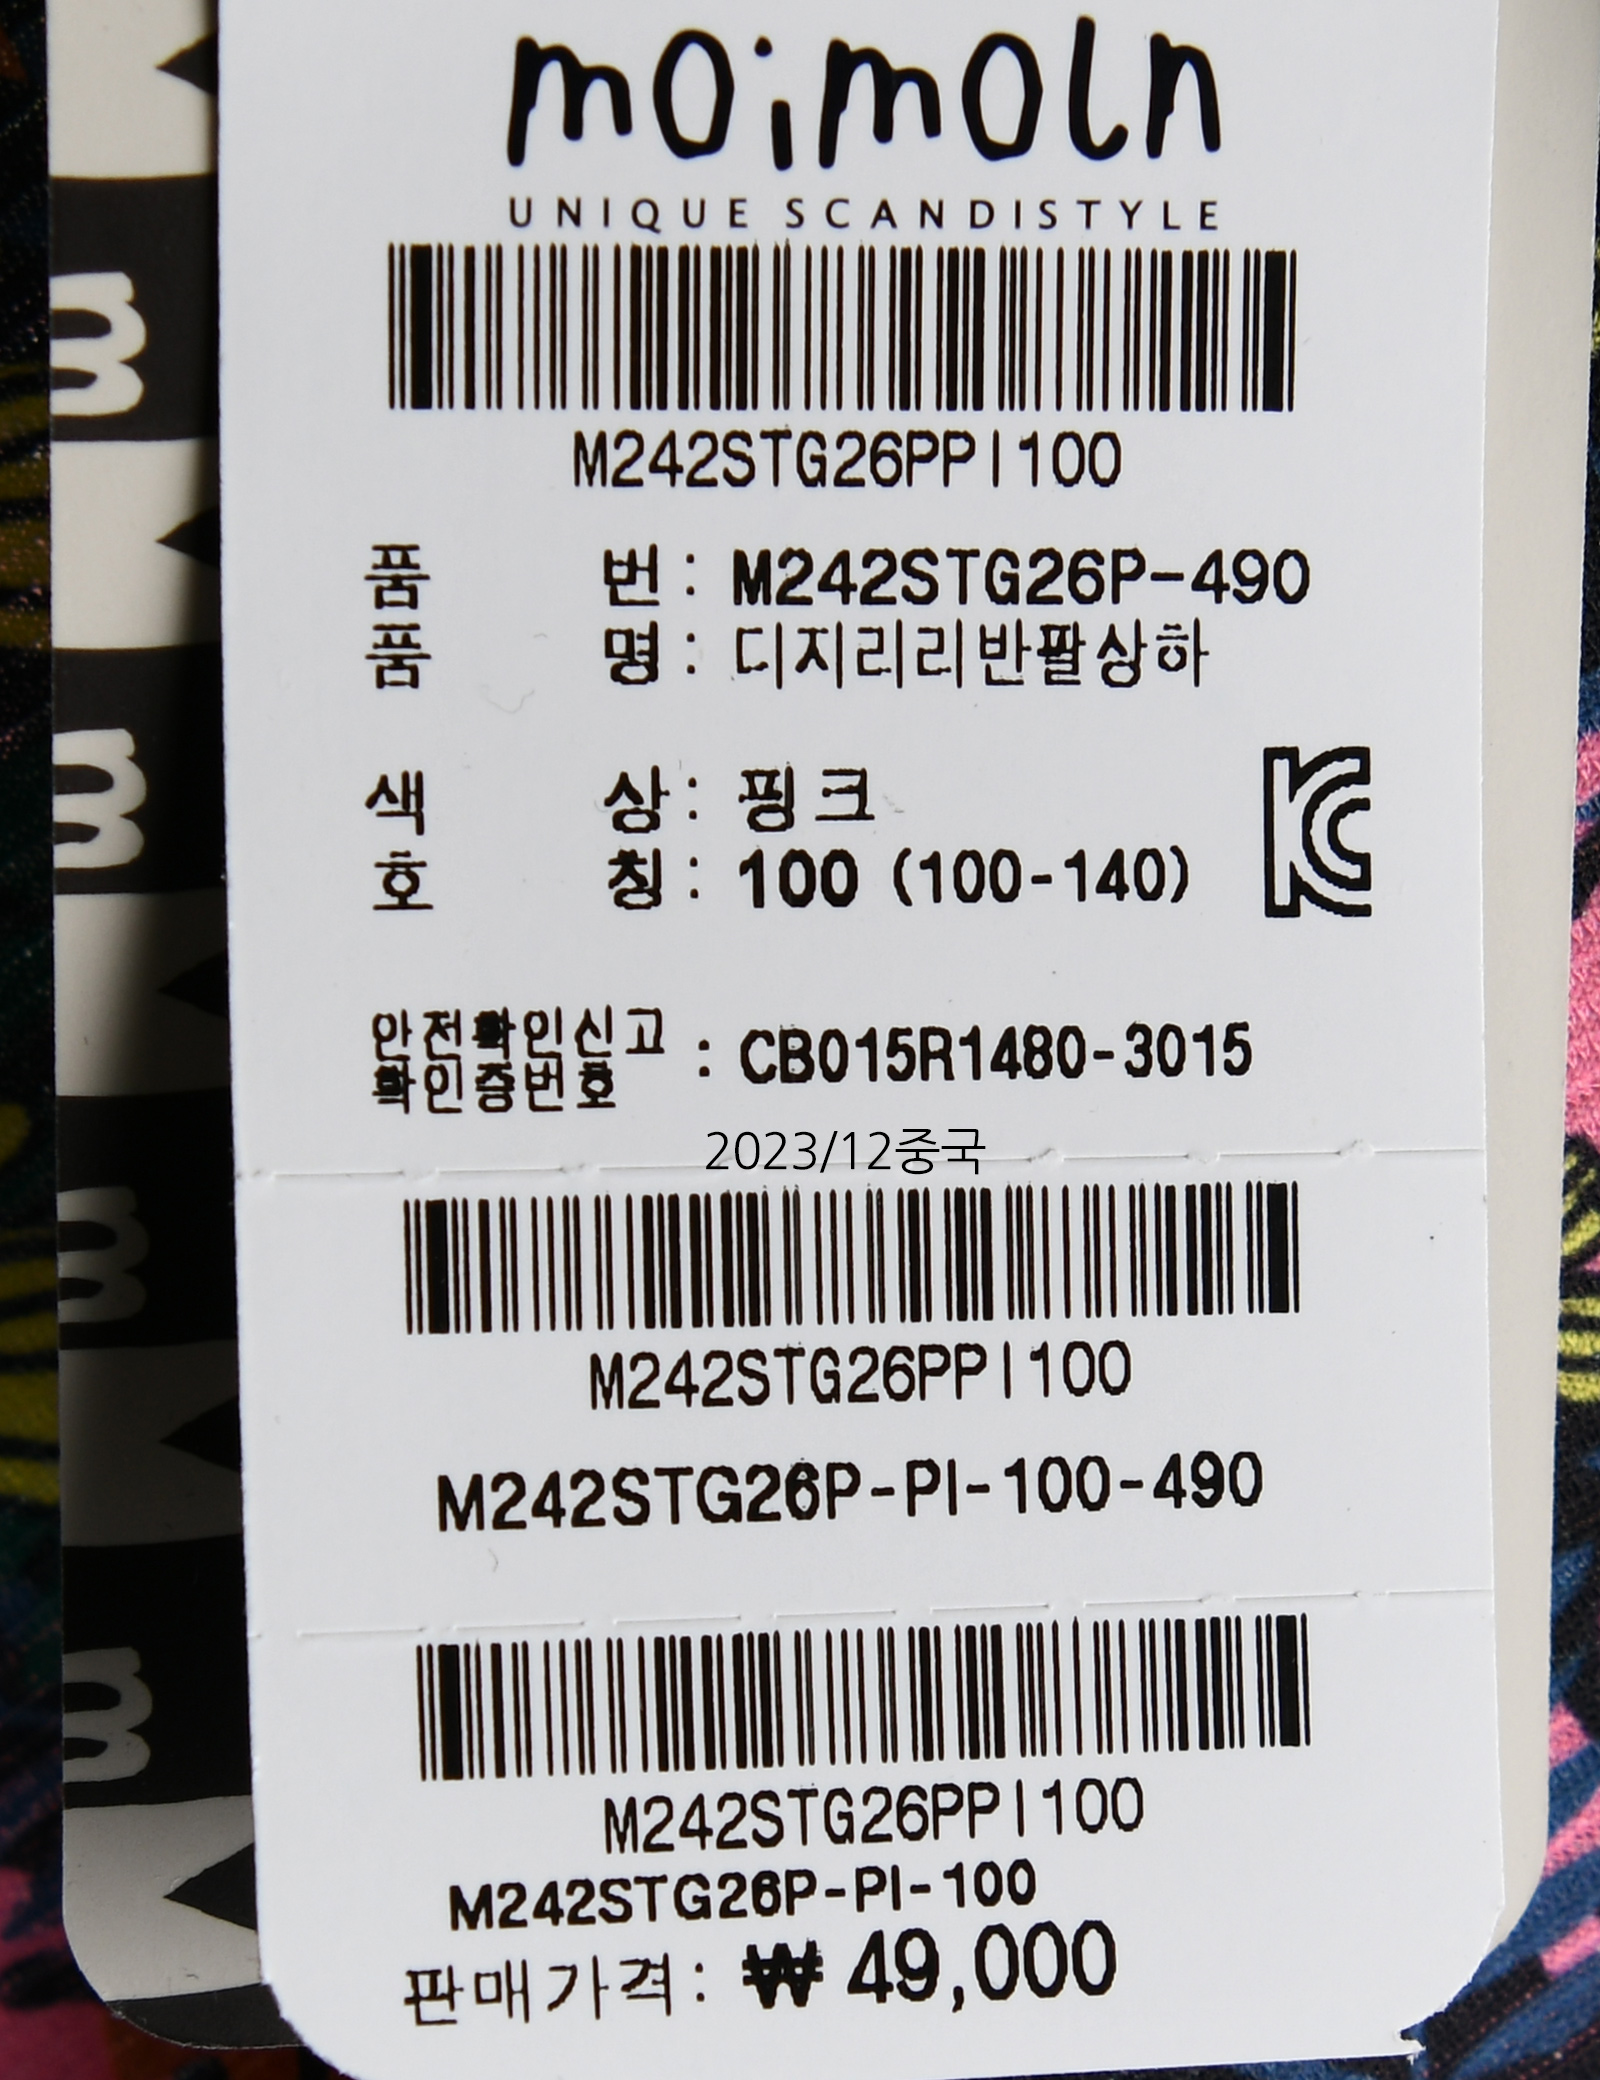 moimoln
UNIQUE SCANDISTYLE
M242STG26PPI100
품 번 : M242STG26P-490
품 명 : 디지리리반팔상하
색 상 : 핑크
호 칭 : 100 (100-140)
안전확인신고
확인증번호 : CB015R1480-3015
2023/12중국
M242STG26PPI100
M242STG26P-PI-100-490
M242STG26PPI100
M242STG26P-PI-100
판매가격 : ₩ 49,000